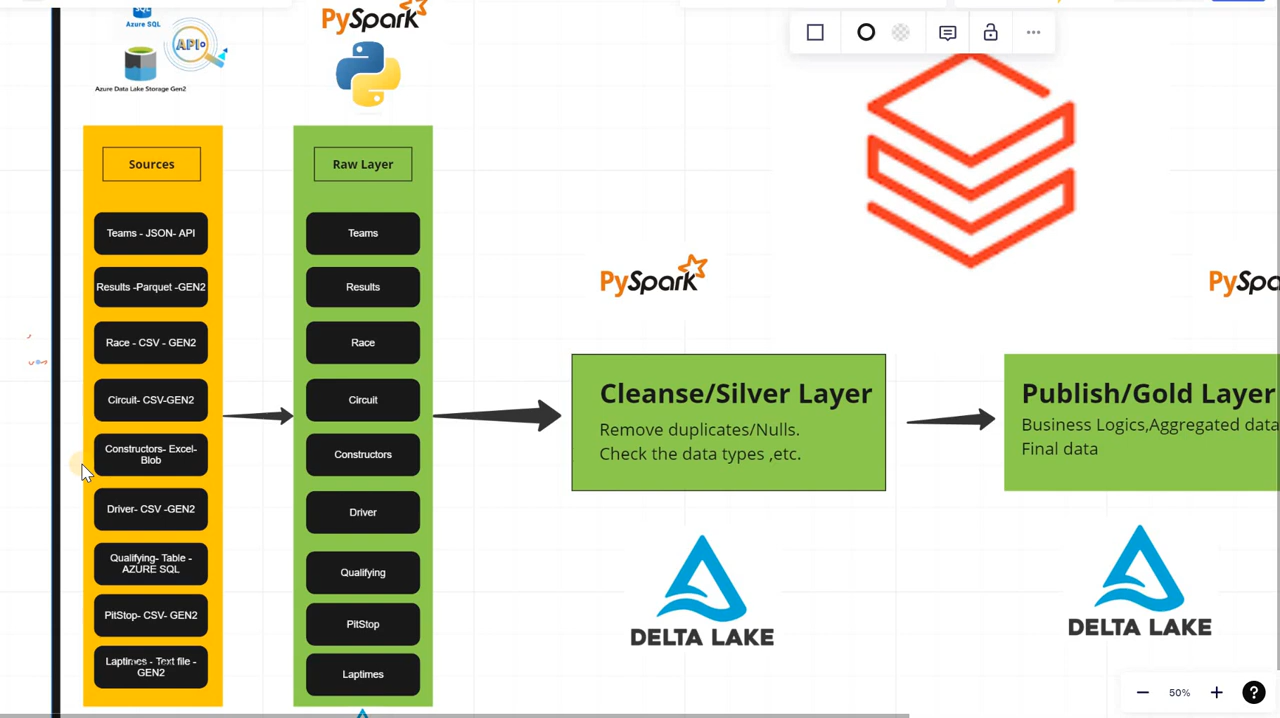 Azure SQL
API
Azure Data Lake Storage Gen2
PySpark
Sources
Teams - JSON- API
Results -Parquet -GEN2
Race - CSV - GEN2
Circuit- CSV-GEN2
Constructors- Excel-
Blob
Driver- CSV -GEN2
Qualifying- Table -
AZURE SQL
PitStop- CSV- GEN2
Laptimes - Text file -
GEN2
Raw Layer
Teams
Results
Race
Circuit
Constructors
Driver
Qualifying
PitStop
Laptimes
PySpark
Cleanse/Silver Layer
Remove duplicates/Nulls.
Check the data types ,etc.
DELTA LAKE
PySpa
Publish/Gold Layer
Business Logics,Aggregated data
Final data
DELTA LAKE
50%
?